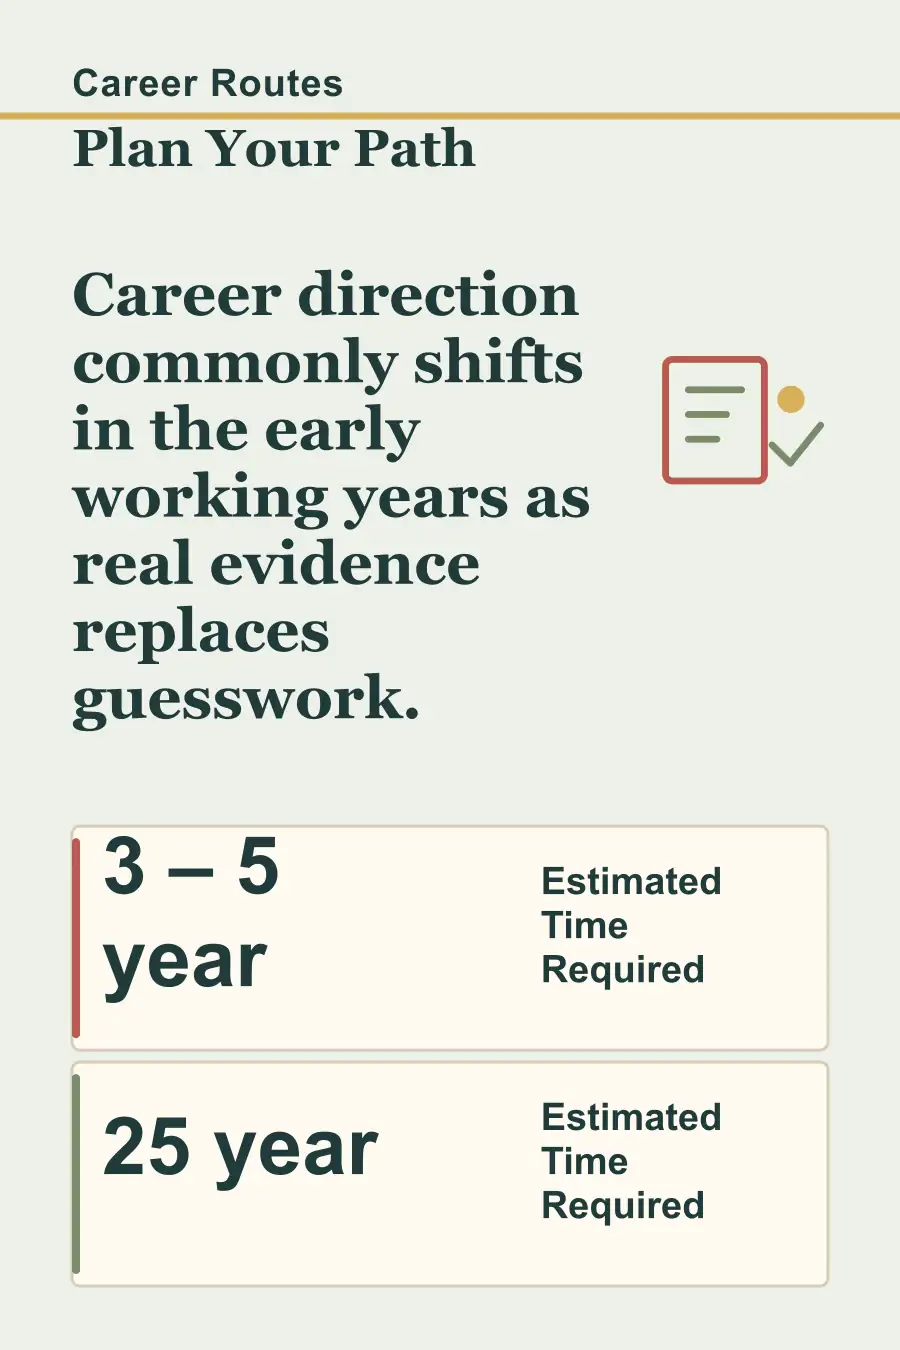 Career Routes
Plan Your Path
Career direction
commonly shifts
in the early
working years as
real evidence
replaces
guesswork.
3 – 5
year
Estimated
Time
Required
25 year
Estimated
Time
Required